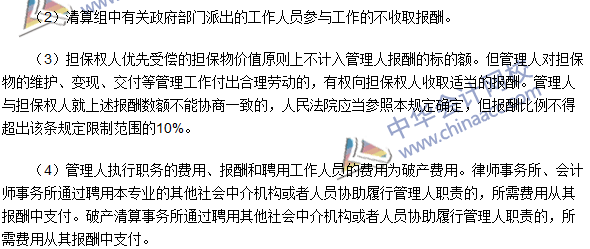 （2）清算组中有关政府部门派出的工作人员参与工作的不收取报酬。
（3）担保权人优先受偿的担保物价值原则上不计入管理人报酬的标的额。但管理人对担保
物的维护、变现、交付等管理工作付出合理劳动的，有权向担保权人收取适当的报酬。管理人
与担保权人就上述报酬数额不能协商一致的，人民法院应当参照本规定确定，但报酬比例不得
超出该条规定限制范围的10%。
（4）管理人执行职务的费用、报酬和聘用工作人员的费用为破产费用。律师事务所、会计
师事务所通过聘用本专业的其他社会中介机构或者人员协助履行管理人职责的，所需费用从其
报酬中支付。破产清算事务所通过聘用其他社会中介机构或者人员协助履行管理人职责的，所
需费用从其报酬中支付。
中华会计网校